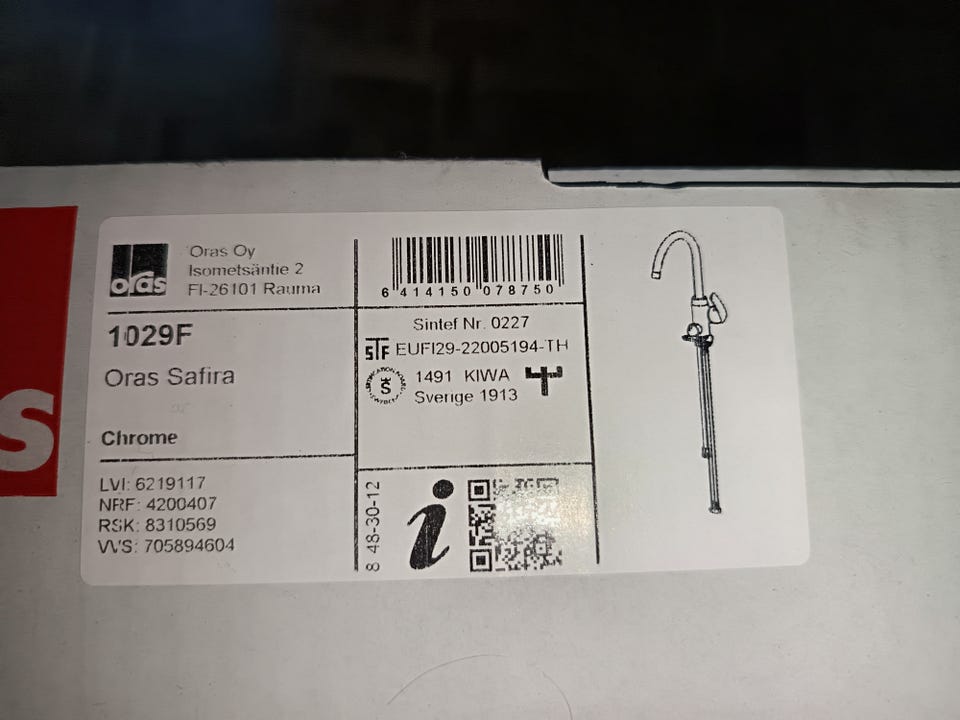 S
oras
Oras Oy
Isometsäntie 2
FI-26101 Rauma
1029F
Oras Safira
Chrome
LVI: 6219117
NRF: 4200407
RSK: 8310569
VVS: 705894604
6 414150 078750
Sintef Nr. 0227
STF EUFI29-22005194-TH
1491 KIWA
Sverige 1913
8 48-30-12
i